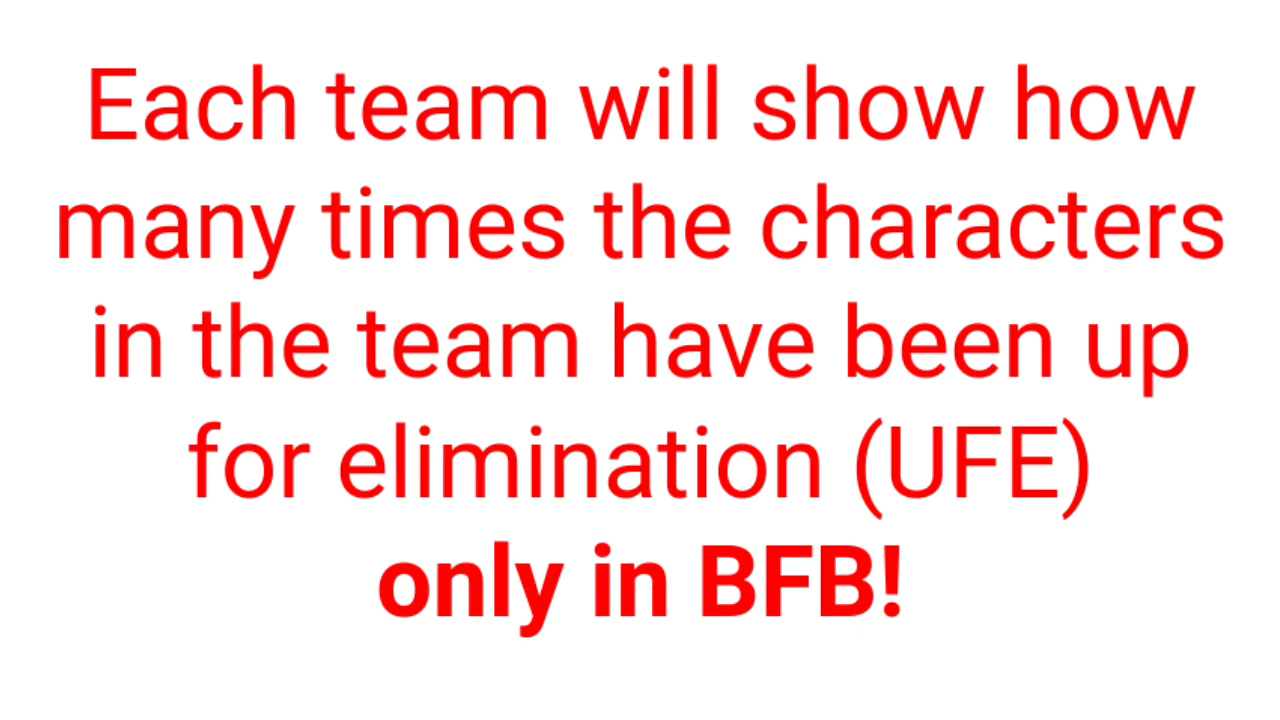 Each team will show how
many times the characters
in the team have been up
for elimination (UFE)
only in BFB!